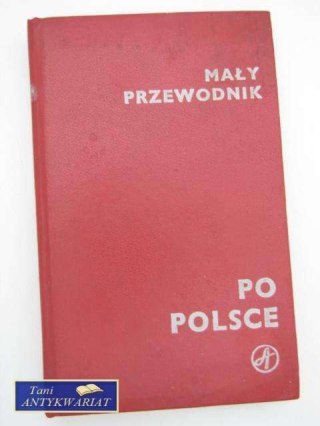 MAŁY
PRZEWODNIK
PO
POLSCE
Tani
ANTYKWARIAT